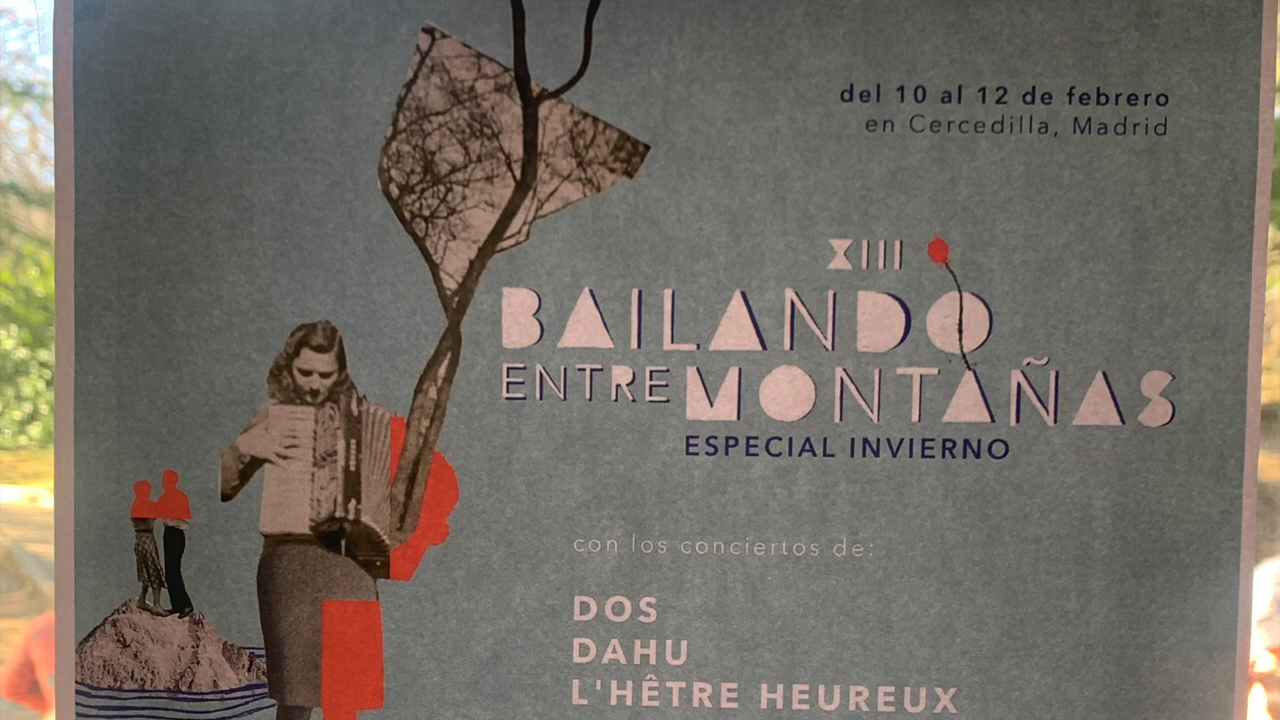 del 10 al 12 de febrero
en Cercedilla, Madrid
XIII
BAILANDO
ENTRE MONTAÑAS
ESPECIAL INVIERNO
con los conciertos de:
DOS
DAHU
L'HÊTRE HEUREUX